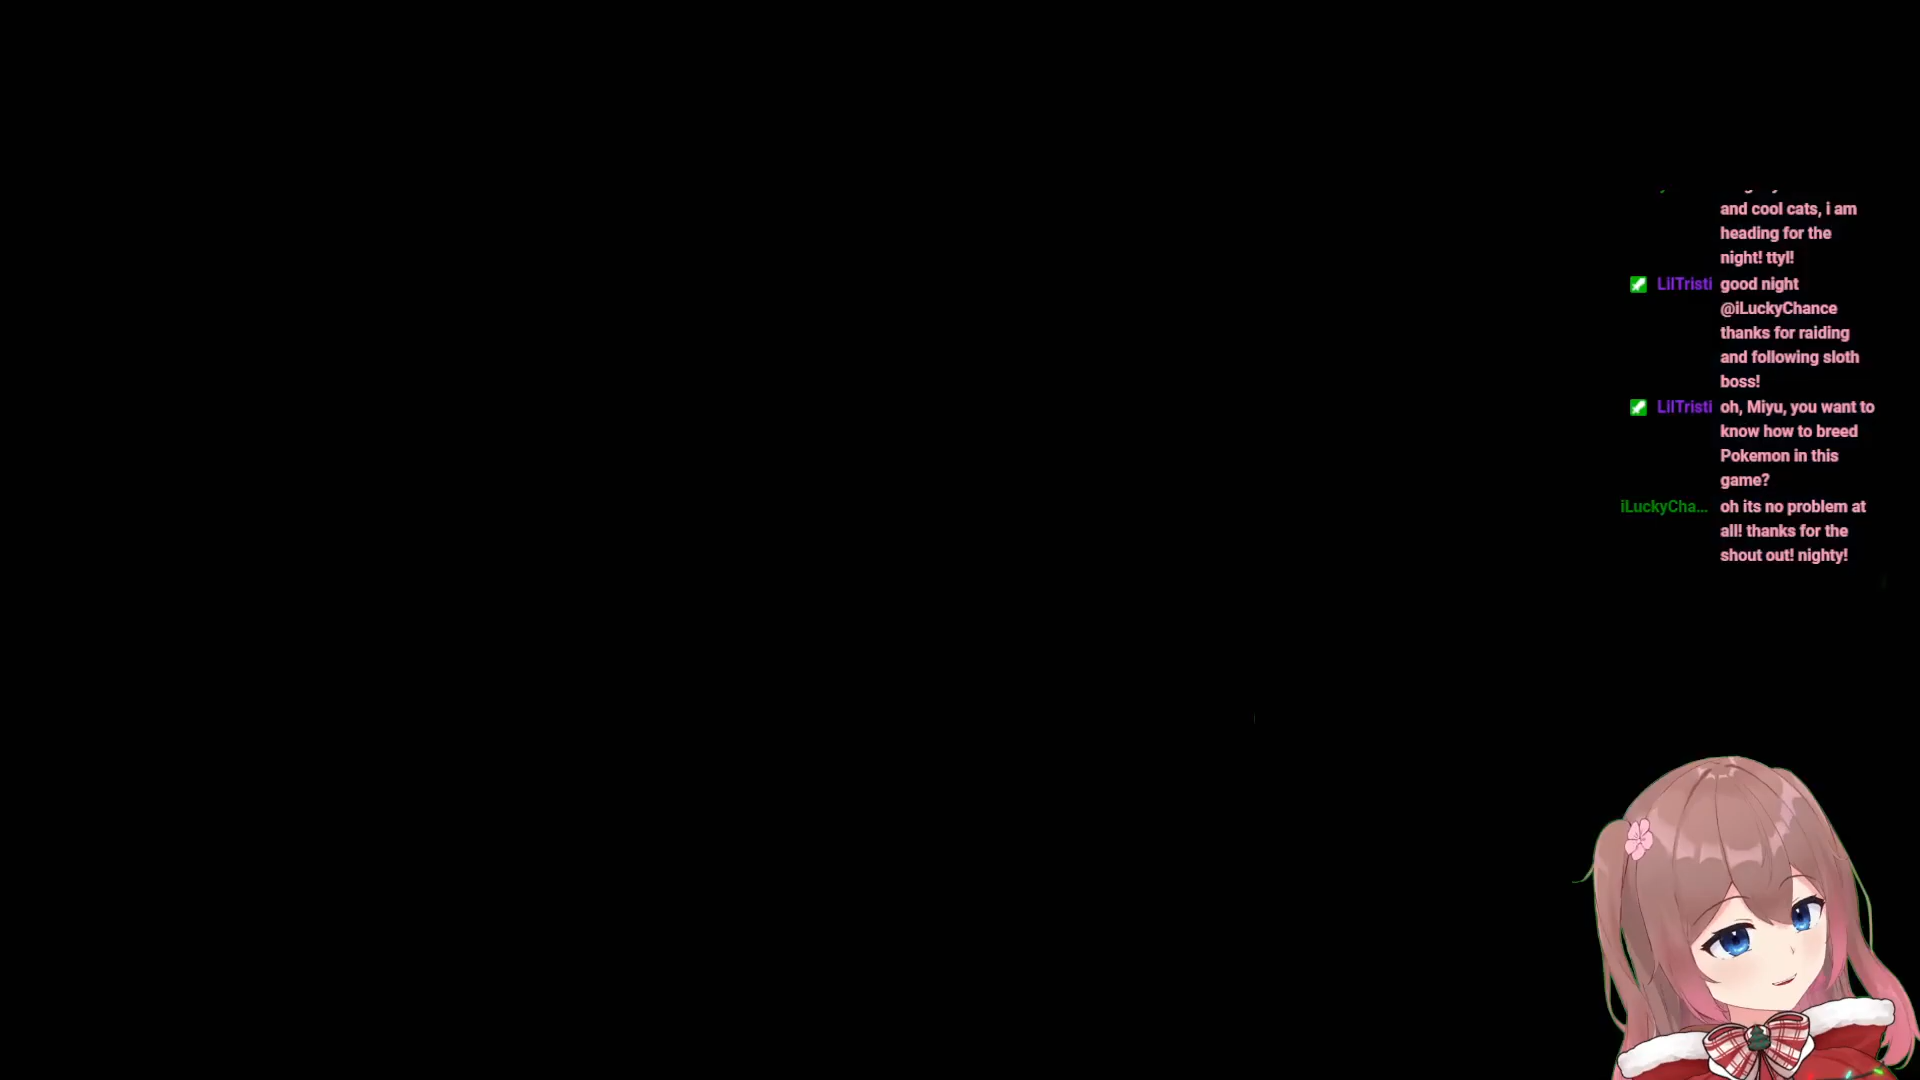 and cool cats, i am
heading for the
night! ttyl!
LilTristi good night
@iLuckyChance
thanks for raiding
and following sloth
boss!
LilTristi oh, Miyu, you want to
know how to breed
Pokemon in this
game?
iLuckyCha... oh its no problem at
all! thanks for the
shout out! nighty!